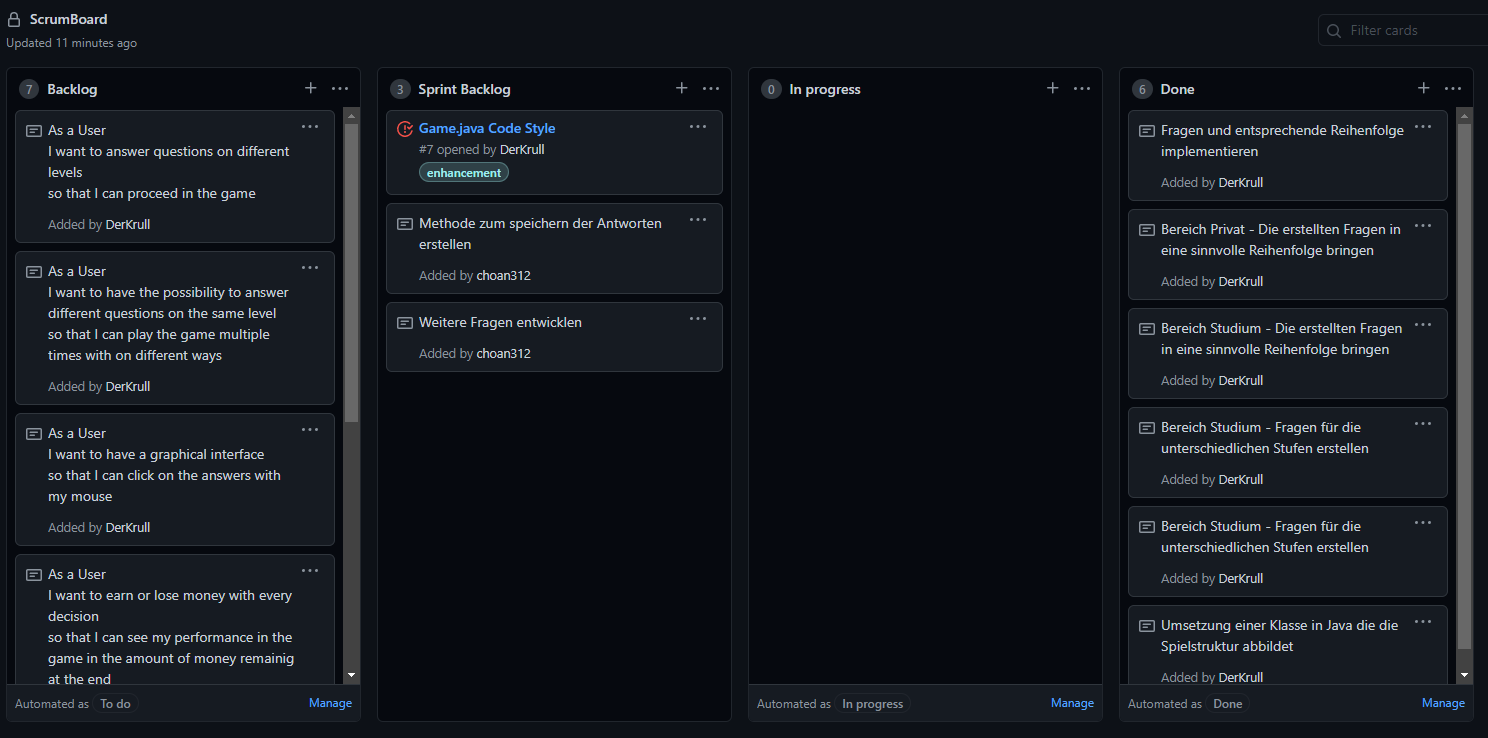 ScrumBoard
Updated 11 minutes ago
Filter cards
7 Backlog
As a User
I want to answer questions on different
levels
so that I can proceed in the game
Added by DerKrull
As a User
I want to have the possibility to answer
different questions on the same level
so that I can play the game multiple
times with on different ways
Added by DerKrull
As a User
I want to have a graphical interface
so that I can click on the answers with
my mouse
Added by DerKrull
As a User
I want to earn or lose money with every
decision
so that I can see my performance in the
game in the amount of money remainig
at the end
Automated as To do
Manage
3 Sprint Backlog
Game.java Code Style
#7 opened by DerKrull
enhancement
Methode zum speichern der Antworten
erstellen
Added by choan312
Weitere Fragen entwicklen
Added by choan312
0 In progress
Automated as In progress
Manage
6 Done
Fragen und entsprechende Reihenfolge
implementieren
Added by DerKrull
Bereich Privat - Die erstellten Fragen in
eine sinnvolle Reihenfolge bringen
Added by DerKrull
Bereich Studium - Die erstellten Fragen
in eine sinnvolle Reihenfolge bringen
Added by DerKrull
Bereich Studium - Fragen für die
unterschiedlichen Stufen erstellen
Added by DerKrull
Bereich Studium - Fragen für die
unterschiedlichen Stufen erstellen
Added by DerKrull
Umsetzung einer Klasse in Java die die
Spielstruktur abbildet
Added by DerKrull
Automated as Done
Manage